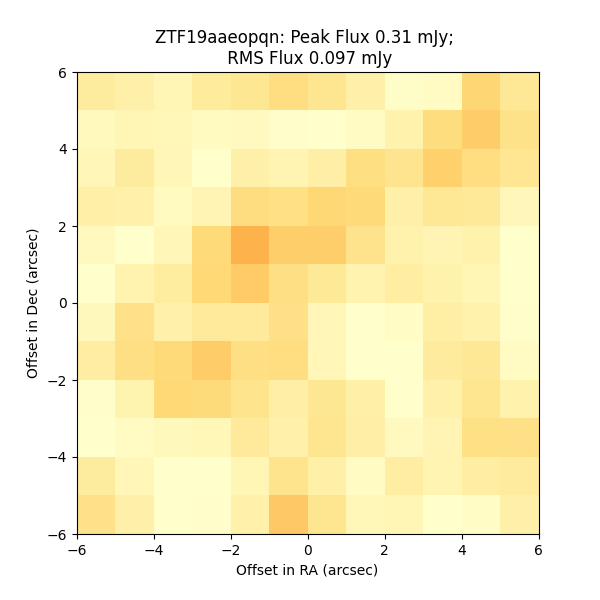 ZTF19aaeopqn: Peak Flux 0.31 mJy;
RMS Flux 0.097 mJy
6
4
2
0
−2
−4
−6
Offset in Dec (arcsec)
−6 −4 −2 0 2 4 6
Offset in RA (arcsec)